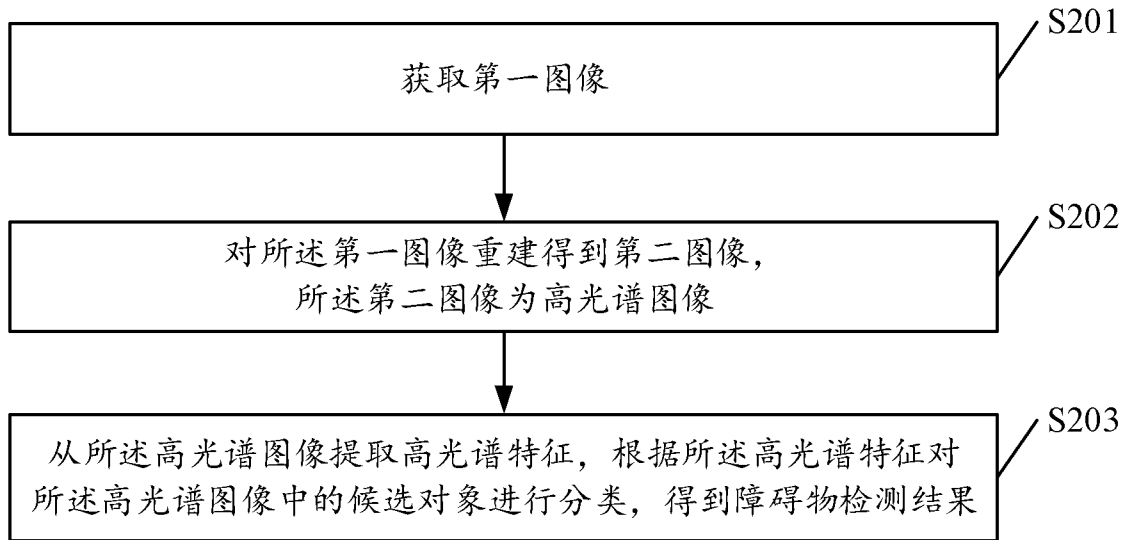 S201
获取第一图像
S202
对所述第一图像重建得到第二图像，
所述第二图像为高光谱图像
S203
从所述高光谱图像提取高光谱特征，根据所述高光谱特征对
所述高光谱图像中的候选对象进行分类，得到障碍物检测结果